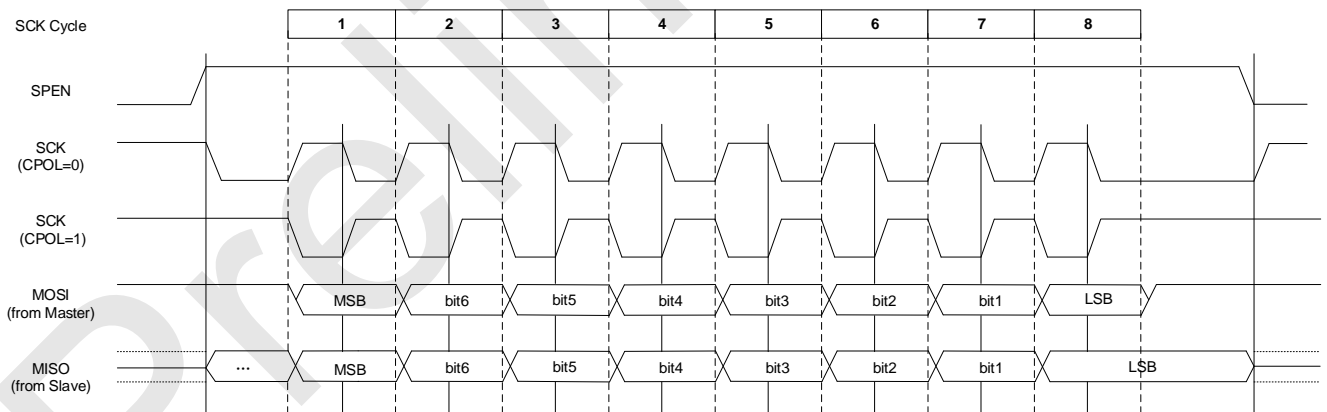 SCK Cycle 1 2 3 4 5 6 7 8
SPEN
SCK
(CPOL=0)
SCK
(CPOL=1)
MOSI
(from Master)
MSB bit6 bit5 bit4 bit3 bit2 bit1 LSB
MISO
(from Slave)
... MSB bit6 bit5 bit4 bit3 bit2 bit1 LSB
Prelin